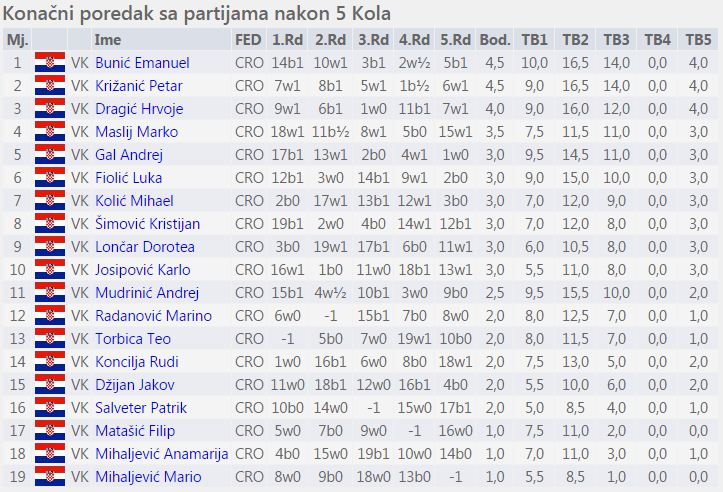 Konačni poredak sa partijama nakon 5 Kola
Mj. Ime FED 1.Rd 2.Rd 3.Rd 4.Rd 5.Rd Bod. TB1 TB2 TB3 TB4 TB5
1 VK Bunić Emanuel CRO 14b1 10w1 3b1 2w½ 5b1 4,5 10,0 16,5 14,0 0,0 4,0
2 VK Križanić Petar CRO 7w1 8b1 5w1 1b½ 6w1 4,5 9,0 16,5 14,0 0,0 4,0
3 VK Dragić Hrvoje CRO 9w1 6b1 1w0 11b1 7w1 4,0 9,0 16,0 12,0 0,0 4,0
4 VK Maslij Marko CRO 18w1 11b½ 8w1 5b0 15w1 3,5 7,5 11,5 11,0 0,0 3,0
5 VK Gal Andrej CRO 17b1 13w1 2b0 4w1 1w0 3,0 9,5 14,5 11,0 0,0 3,0
6 VK Fiolić Luka CRO 12b1 3w0 14b1 9w1 2b0 3,0 9,0 15,0 10,0 0,0 3,0
7 VK Kolić Mihael CRO 2b0 17w1 13b1 12w1 3b0 3,0 7,0 12,0 9,0 0,0 3,0
8 VK Šimović Kristijan CRO 19b1 2w0 4b0 14w1 12b1 3,0 7,0 12,0 8,0 0,0 3,0
9 VK Lončar Dorotea CRO 3b0 19w1 17b1 6b0 11w1 3,0 6,0 10,5 8,0 0,0 3,0
10 VK Josipović Karlo CRO 16w1 1b0 11w0 18b1 13w1 3,0 5,5 11,0 8,0 0,0 3,0
11 VK Mudrinić Andrej CRO 15b1 4w½ 10b1 3w0 9b0 2,5 9,5 15,5 10,0 0,0 2,0
12 VK Radanović Marino CRO 6w0 -1 15b1 7b0 8w0 2,0 8,0 12,5 7,0 0,0 1,0
13 VK Torbica Teo CRO -1 5b0 7w0 19w1 10b0 2,0 8,0 11,5 7,0 0,0 1,0
14 VK Koncilja Rudi CRO 1w0 16b1 6w0 8b0 18w1 2,0 7,5 13,0 5,0 0,0 2,0
15 VK Džijan Jakov CRO 11w0 18b1 12w0 16b1 4b0 2,0 5,5 10,0 6,0 0,0 2,0
16 VK Salveter Patrik CRO 10b0 14w0 -1 15w0 17b1 2,0 5,0 8,5 4,0 0,0 1,0
17 VK Matašić Filip CRO 5w0 7b0 9w0 -1 16w0 1,0 7,5 11,0 2,0 0,0 0,0
18 VK Mihaljević Anamarija CRO 4b0 15w0 19b1 10w0 14b0 1,0 7,0 11,0 3,0 0,0 1,0
19 VK Mihaljević Mario CRO 8w0 9b0 18w0 13b0 -1 1,0 5,5 8,5 1,0 0,0 0,0